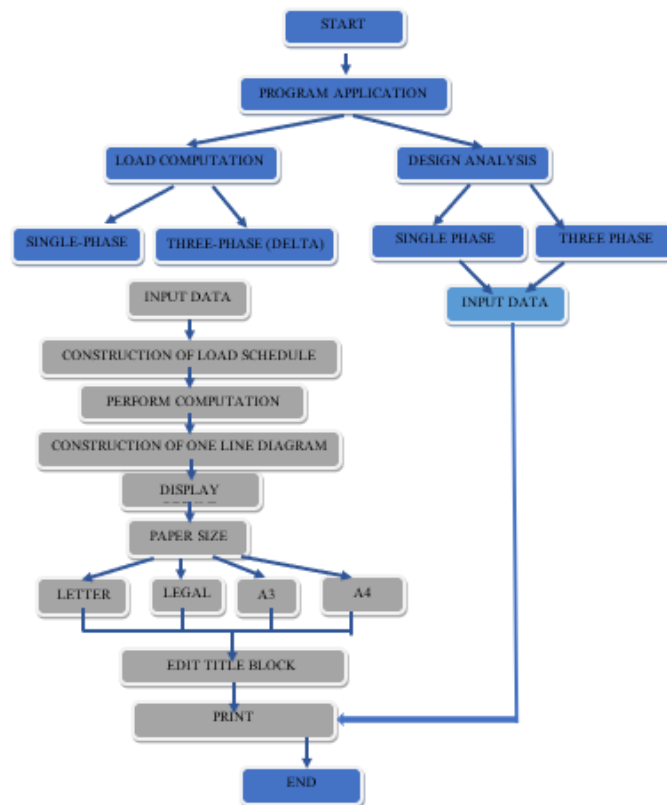 START
PROGRAM APPLICATION
LOAD COMPUTATION
DESIGN ANALYSIS
SINGLE-PHASE
THREE-PHASE (DELTA)
SINGLE PHASE
THREE PHASE
INPUT DATA
INPUT DATA
CONSTRUCTION OF LOAD SCHEDULE
PERFORM COMPUTATION
CONSTRUCTION OF ONE LINE DIAGRAM
DISPLAY
PAPER SIZE
LETTER
LEGAL
A3
A4
EDIT TITLE BLOCK
PRINT
END